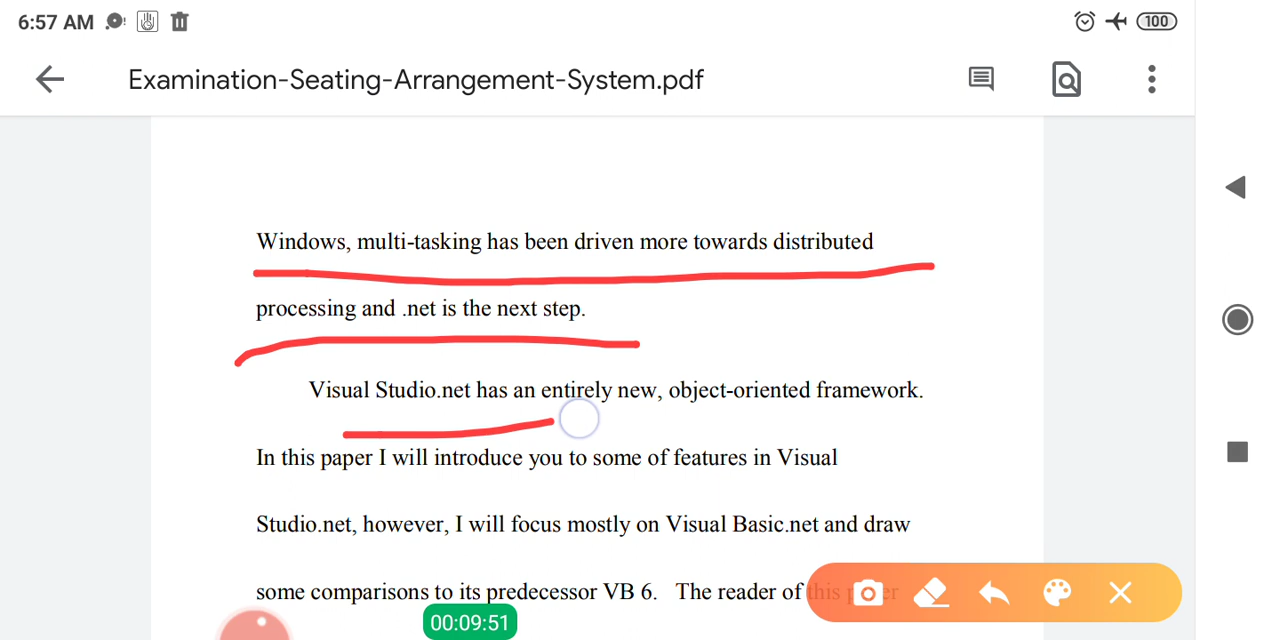 6:57 AM
100
Examination-Seating-Arrangement-System.pdf
Windows, multi-tasking has been driven more towards distributed
processing and .net is the next step.
Visual Studio.net has an entirely new, object-oriented framework.
In this paper I will introduce you to some of features in Visual
Studio.net, however, I will focus mostly on Visual Basic.net and draw
some comparisons to its predecessor VB 6. The reader of this paper
00:09:51